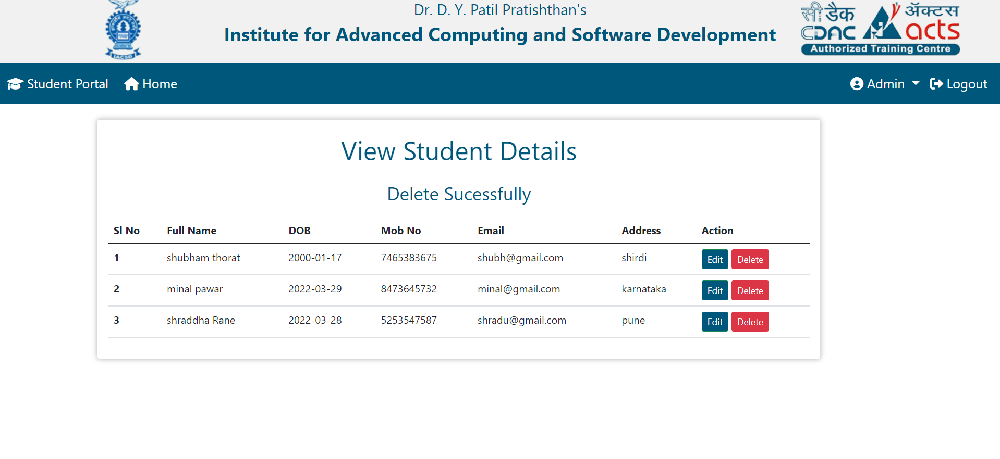 Dr. D. Y. Patil Pratishthan's
Institute for Advanced Computing and Software Development
IACSD
सी डैक
CDAC
ॲक्टस
acts
Authorized Training Centre
Student Portal Home Admin Logout
View Student Details
Delete Sucessfully
Sl No Full Name DOB Mob No Email Address Action
1 shubham thorat 2000-01-17 7465383675 shubh@gmail.com shirdi Edit Delete
2 minal pawar 2022-03-29 8473645732 minal@gmail.com karnataka Edit Delete
3 shraddha Rane 2022-03-28 5253547587 shradu@gmail.com pune Edit Delete